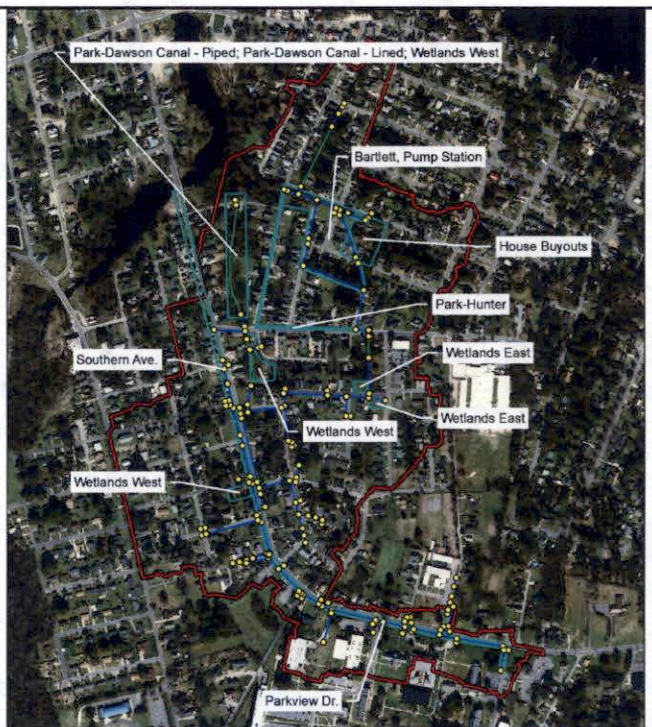 Park-Dawson Canal - Piped; Park-Dawson Canal - Lined; Wetlands West
Bartlett, Pump Station
House Buyouts
Park-Hunter
Southern Ave.
Wetlands East
Wetlands East
Wetlands West
Wetlands West
Parkview Dr.